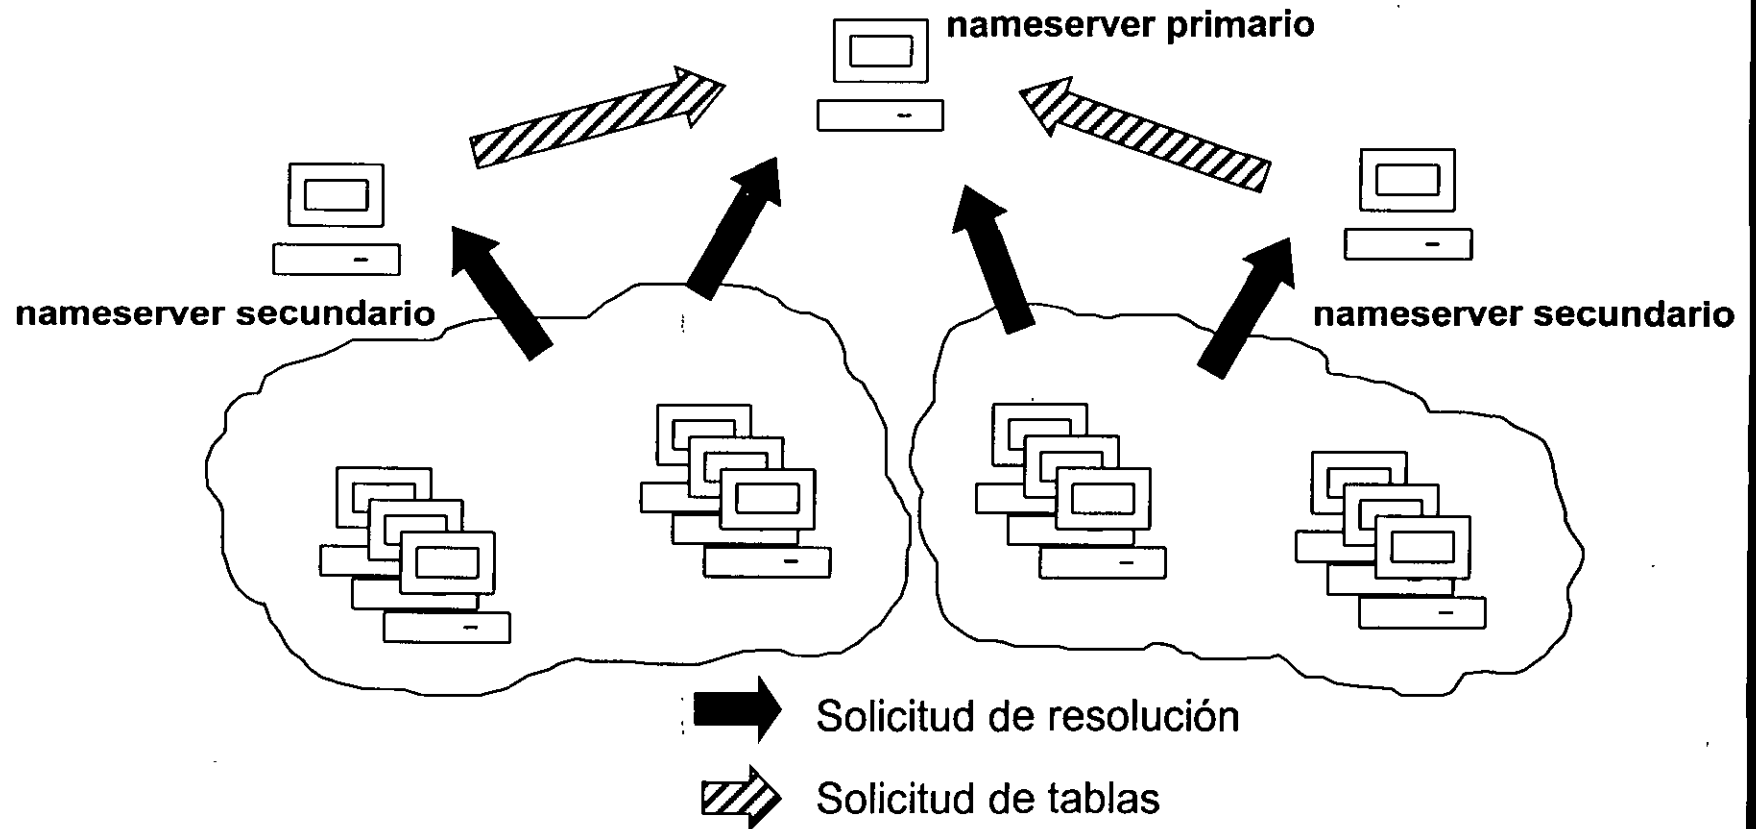 nameserver primario
nameserver secundario
nameserver secundario
Solicitud de resolución
Solicitud de tablas